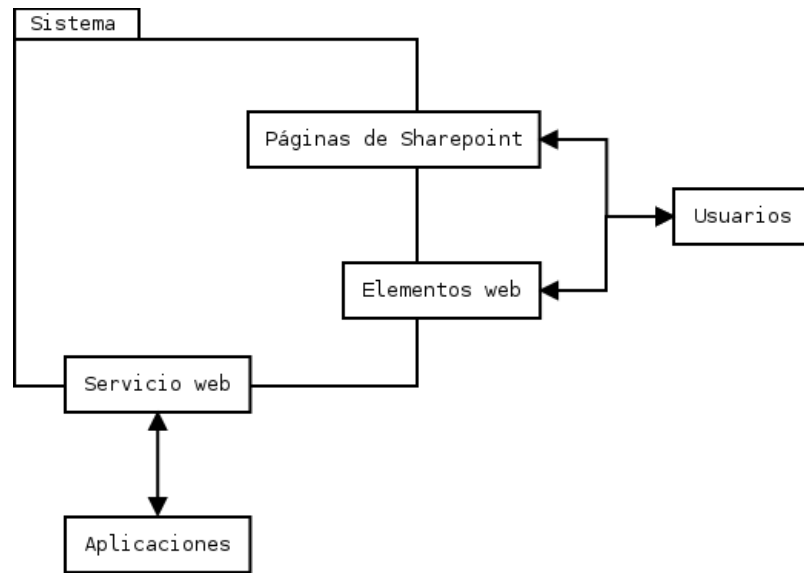 Sistema
Páginas de Sharepoint
Usuarios
Elementos web
Servicio web
Aplicaciones